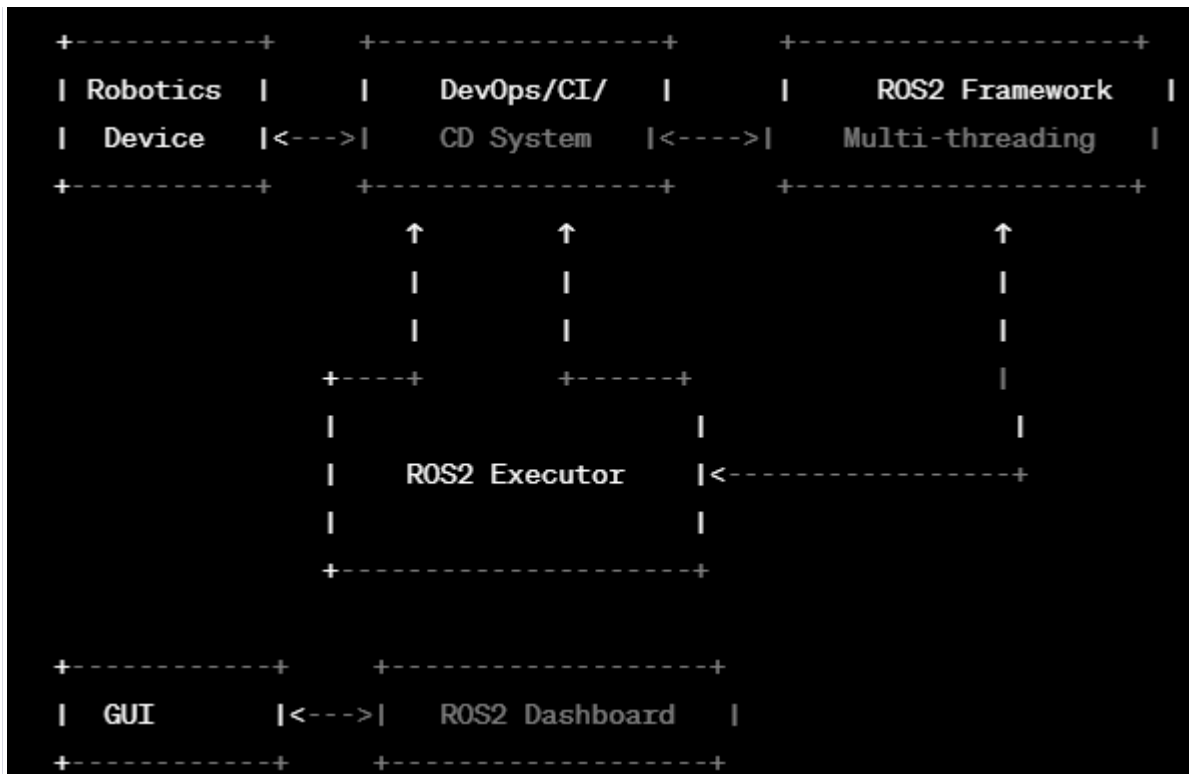 +-----------+     +-----------------+      +--------------------+
| Robotics  |     |    DevOps/CI/   |      |     ROS2 Framework   |
|  Device   |<--->|    CD System   |<---->|    Multi-threading   |
+-----------+     +-----------------+      +--------------------+
↑        ↑                         ↑
|        |                         |
|        |                         |
+----+        +------+                  |
|                     |                  |
|    ROS2 Executor    |<-----------------+
|                     |
+---------------------+
+------------+     +-------------------+
|  GUI       |<--->|   ROS2 Dashboard   |
+------------+     +-------------------+